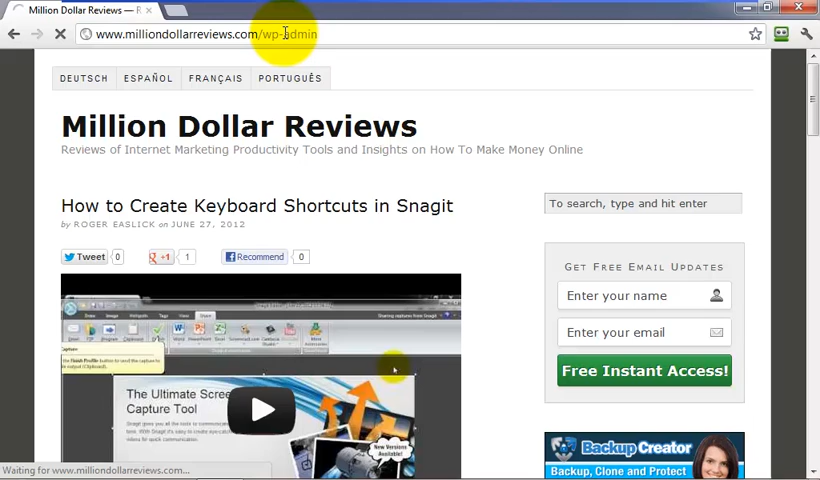 Million Dollar Reviews — R
www.milliondollarreviews.com/wp-admin
DEUTSCH ESPAÑOL FRANÇAIS PORTUGUÊS
Million Dollar Reviews
Reviews of Internet Marketing Productivity Tools and Insights on How To Make Money Online
How to Create Keyboard Shortcuts in Snagit
by ROGER EASLICK on JUNE 27, 2012
Tweet 0 +1 1 Recommend 0
To search, type and hit enter
GET FREE EMAIL UPDATES
Enter your name
Enter your email
Free Instant Access!
The Ultimate Scre
Capture Tool
New Versions
Available!
Backup Creator
Backup, Clone and Protect
Waiting for www.milliondollarreviews.com...